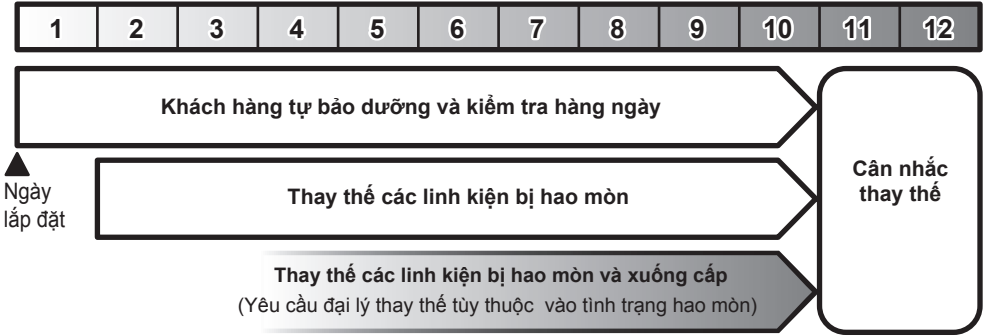 1 2 3 4 5 6 7 8 9 10 11 12
Khách hàng tự bảo dưỡng và kiểm tra hàng ngày
Ngày
lắp đặt
Thay thế các linh kiện bị hao mòn
Thay thế các linh kiện bị hao mòn và xuống cấp
(Yêu cầu đại lý thay thế tùy thuộc vào tình trạng hao mòn)
Cân nhắc
thay thế